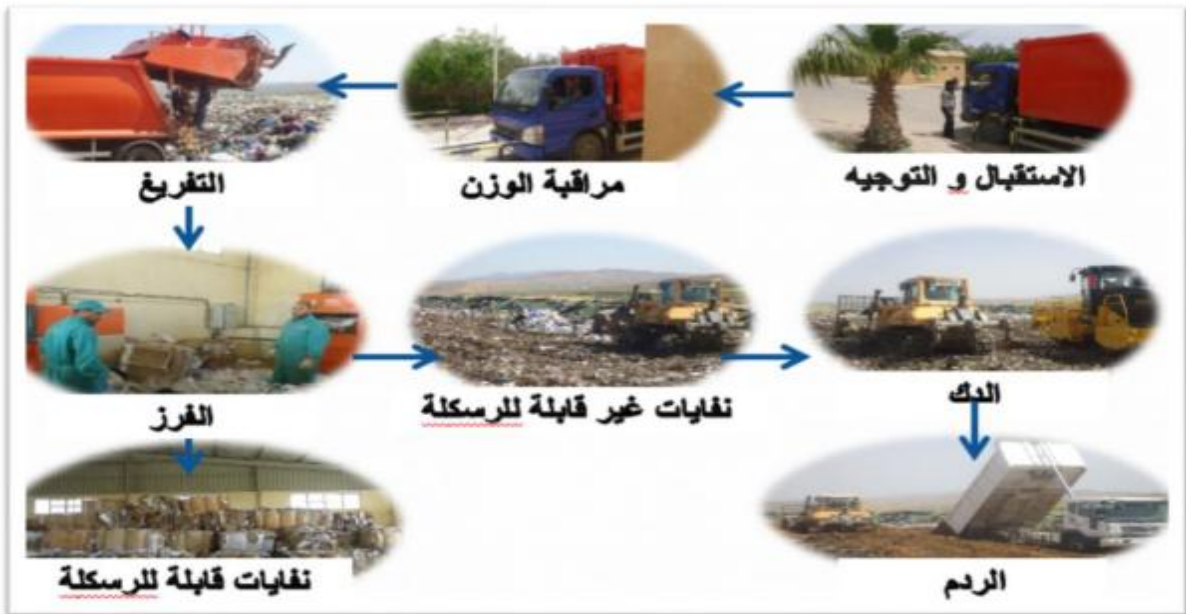 الاستقبال و التوجيه
مراقبة الوزن
التفريغ
الفرز
نفايات غير قابلة للرسكلة
الدك
نفايات قابلة للرسكلة
الردم